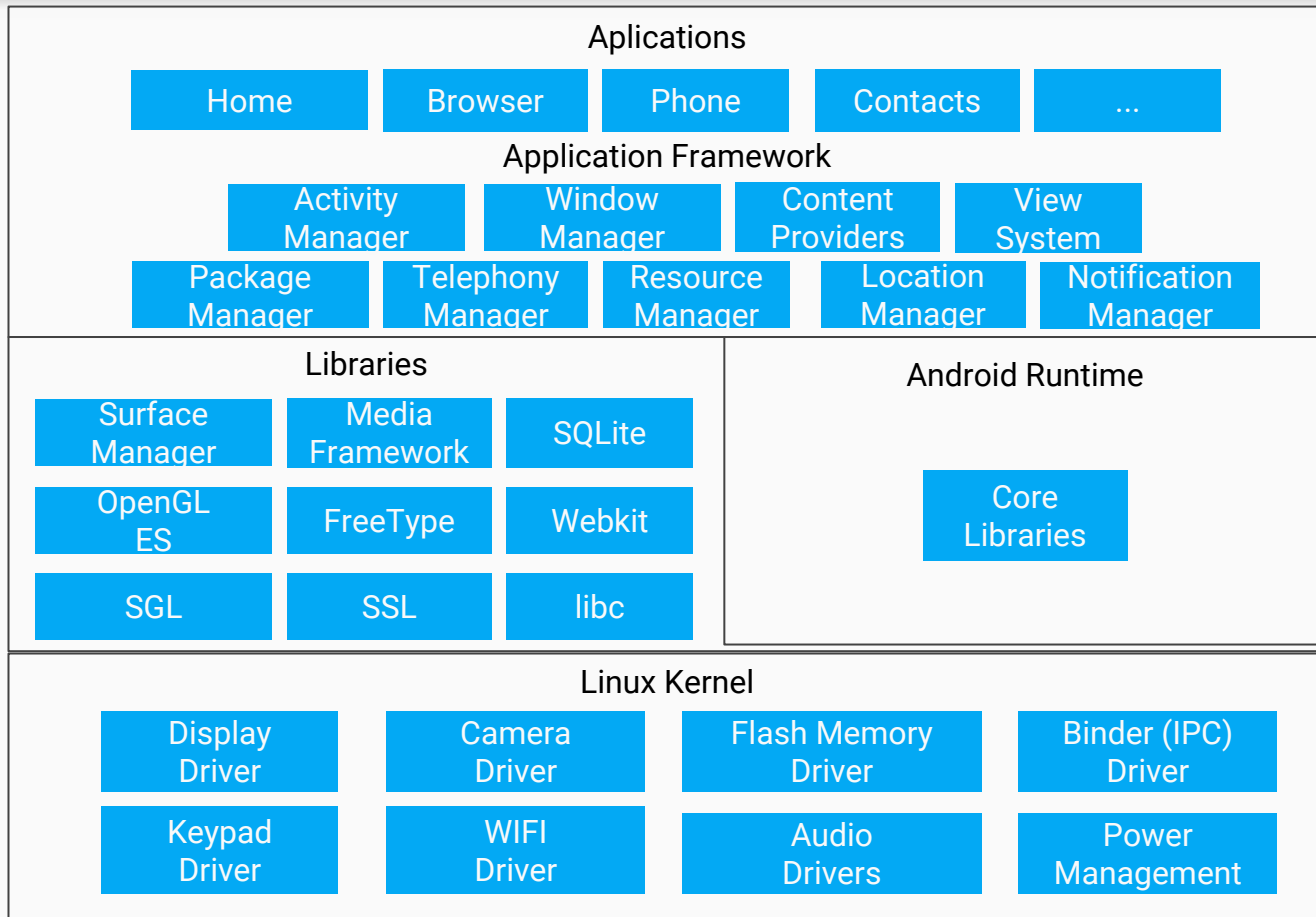 Aplications
Home
Browser
Phone
Contacts
...
Application Framework
Activity
Manager
Window
Manager
Content
Providers
View
System
Package
Manager
Telephony
Manager
Resource
Manager
Location
Manager
Notification
Manager
Libraries
Surface
Manager
Media
Framework
SQLite
OpenGL
ES
FreeType
Webkit
SGL
SSL
libc
Android Runtime
Core
Libraries
Linux Kernel
Display
Driver
Camera
Driver
Flash Memory
Driver
Binder (IPC)
Driver
Keypad
Driver
WIFI
Driver
Audio
Drivers
Power
Management